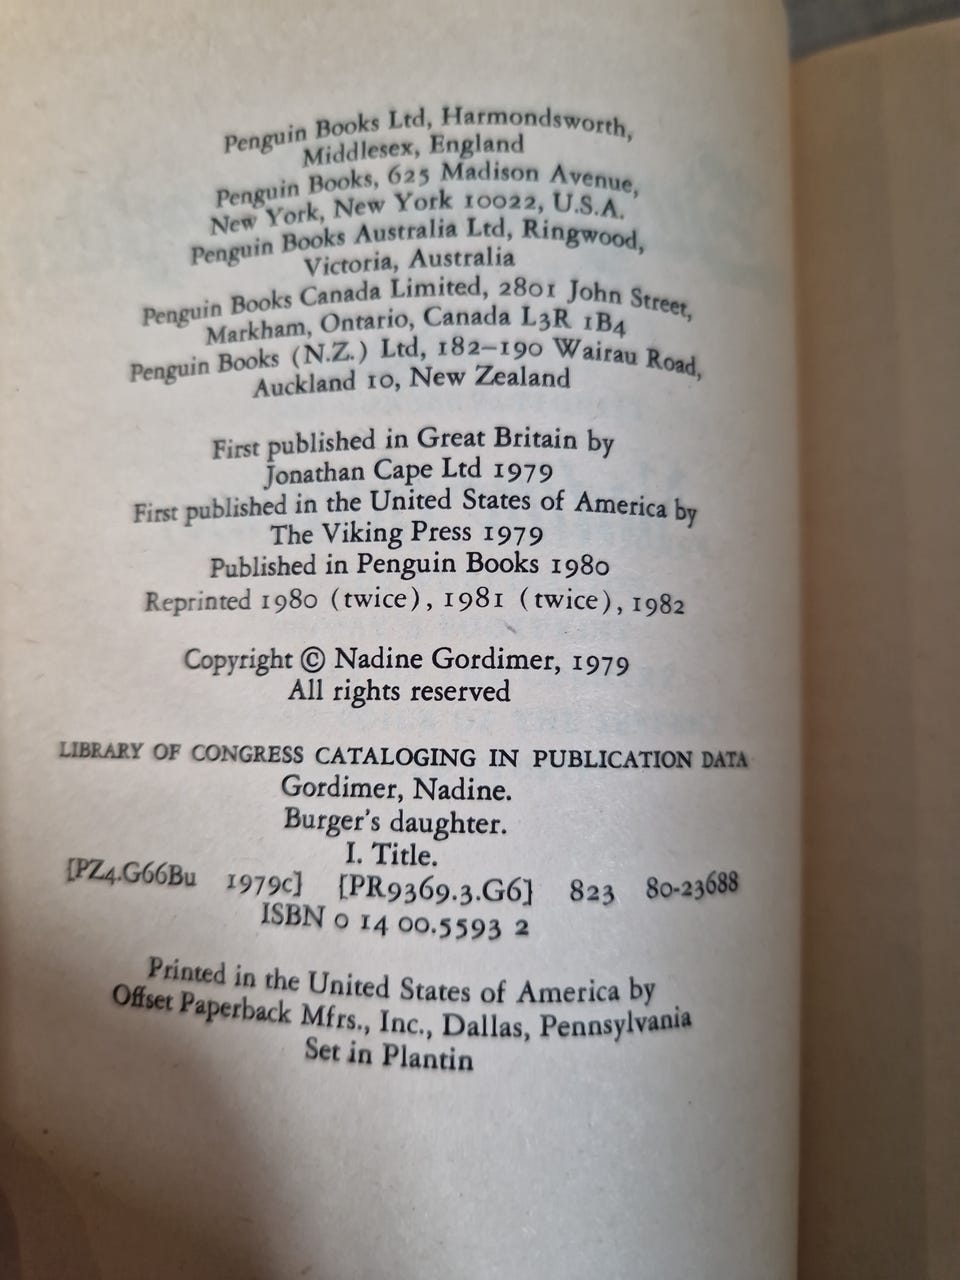 Penguin Books Ltd, Harmondsworth,
Middlesex, England
Penguin Books, 625 Madison Avenue,
New York, New York 10022, U.S.A.
Penguin Books Australia Ltd, Ringwood,
Victoria, Australia
Penguin Books Canada Limited, 2801 John Street,
Markham, Ontario, Canada L3R 1B4
Penguin Books (N.Z.) Ltd, 182–190 Wairau Road,
Auckland 10, New Zealand
First published in Great Britain by
Jonathan Cape Ltd 1979
First published in the United States of America by
The Viking Press 1979
Published in Penguin Books 1980
Reprinted 1980 (twice), 1981 (twice), 1982
Copyright © Nadine Gordimer, 1979
All rights reserved
LIBRARY OF CONGRESS CATALOGING IN PUBLICATION DATA
Gordimer, Nadine.
Burger's daughter.
I. Title.
[PZ4.G66Bu 1979c] [PR9369.3.G6] 823 80-23688
ISBN 0 14 00.5593 2
Printed in the United States of America by
Offset Paperback Mfrs., Inc., Dallas, Pennsylvania
Set in Plantin